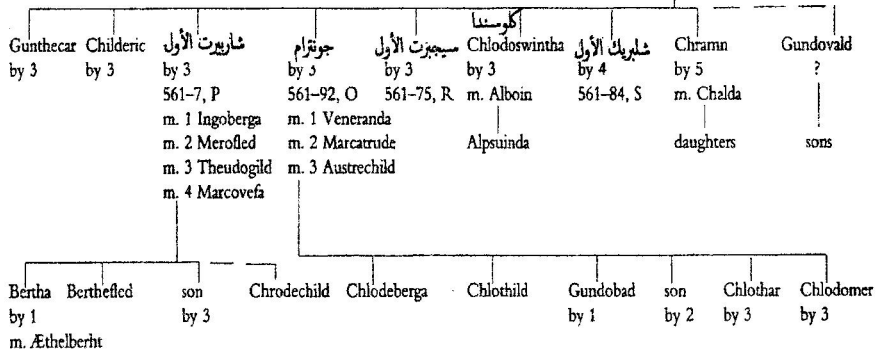 كلوسندا
Gunthecar Childeric شاريبرت الأول جونترام سيجبرت الأول Chlodoswintha شلبريك الأول Chramn Gundovald
by 3 by 3 by 3 by 3 by 3 by 3 by 4 by 5 ?
561–7, P 561–92, O 561–75, R m. Alboin 561–84, S m. Chalda
m. 1 Ingoberga m. 1 Veneranda
m. 2 Merofled m. 2 Marcatrude Alpsuinda daughters sons
m. 3 Theudogild m. 3 Austrechild
m. 4 Marcovefa
Bertha Berthefled son Chrodechild Chlodeberga Chlothild Gundobad son Chlothar Chlodomer
by 1 by 3 by 1 by 2 by 3 by 3
m. Æthelberht